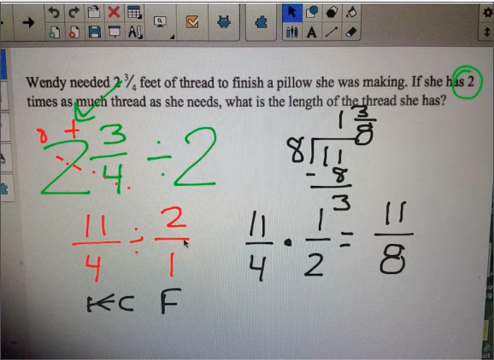 Wendy needed 2 ¾ feet of thread to finish a pillow she was making. If she has 2
times as much thread as she needs, what is the length of the thread she has?
8 +
2 3/4 ÷ 2
1 3/8
8)11
- 8
3
11/4 ÷ 2/1
11/4 · 1/2 = 11/8
KCF